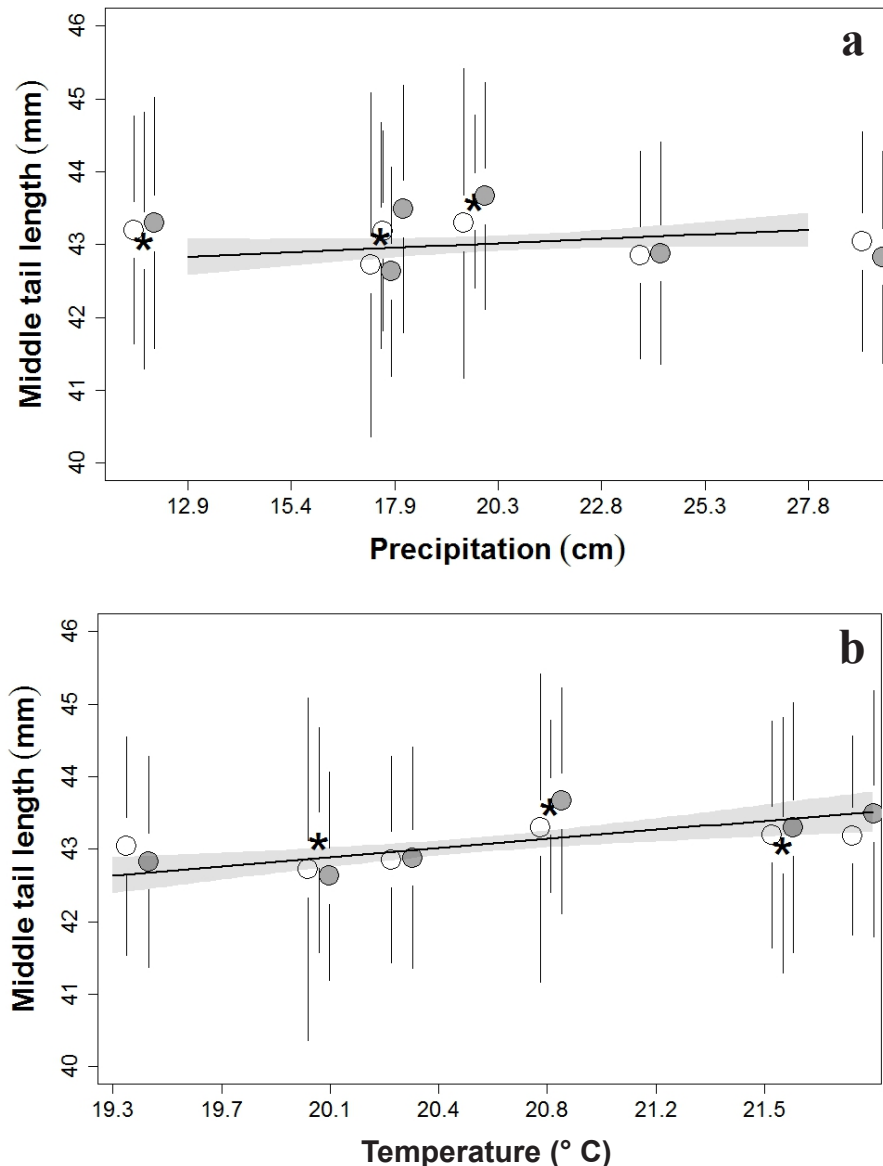 a
46
45
44
43
42
41
40
Middle tail length (mm)
12.9 15.4 17.9 20.3 22.8 25.3 27.8
Precipitation (cm)
b
46
45
44
43
42
41
40
Middle tail length (mm)
19.3 19.7 20.1 20.4 20.8 21.2 21.5
Temperature (° C)